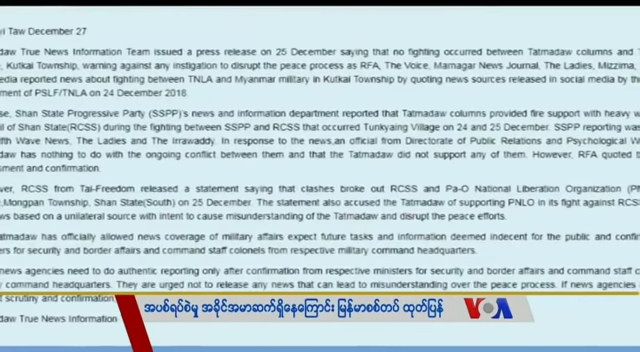 yi Taw December 27
daw True News Information Team issued a press release on 25 December saying that no fighting occurred between Tatmadaw columns and T
, Kutkai Township, warning against any instigation to disrupt the peace process as RFA, The Voice, Mamagar News Journal, The Ladies, Mizzima,
edia reported news about fighting between TNLA and Myanmar military in Kutkai Township by quoting news sources released in social media by th
ment of PSLF/TNLA on 24 December 2018.
se, Shan State Progressive Party (SSPP)'s news and information department reported that Tatmadaw columns provided fire support with heavy w
il of Shan State(RCSS) during the fighting between SSPP and RCSS that occurred Tunkyaing Village on 24 and 25 December. SSPP reporting was
fth Wave News, The Ladies and The Irrawaddy. In response to the news,an official from Directorate of Public Relations and Psychological W
daw has nothing to do with the ongoing conflict between them and that the Tatmadaw did not support any of them. However, RFA quoted t
ument and confirmation.
ver, RCSS from Tai-Freedom released a statement saying that clashes broke out RCSS and Pa-O National Liberation Organization (P
,Mongpan Township, Shan State(South) on 25 December. The statement also accused the Tatmadaw of supporting PNLO in its fight against RCS
ws based on a unilateral source with intent to cause misunderstanding of the Tatmadaw and disrupt the peace efforts.
atmadaw has officially allowed news coverage of military affairs expect future tasks and information deemed indecent for the public and confir
ers for security and border affairs and command staff colonels from respective military command headquarters.
news agencies need to do authentic reporting only after confirmation from respective ministers for security and border affairs and command staff c
y command headquarters. They are urged not to release any news that can lead to misunderstanding over the peace process. If news agencies
t scrutiny and confirmation
daw True News Information
အပစ်ရပ်စဲမှု အခိုင်အမာဆက်ရှိနေကြောင်း မြန်မာစစ်တပ် ထုတ်ပြန်
VOA